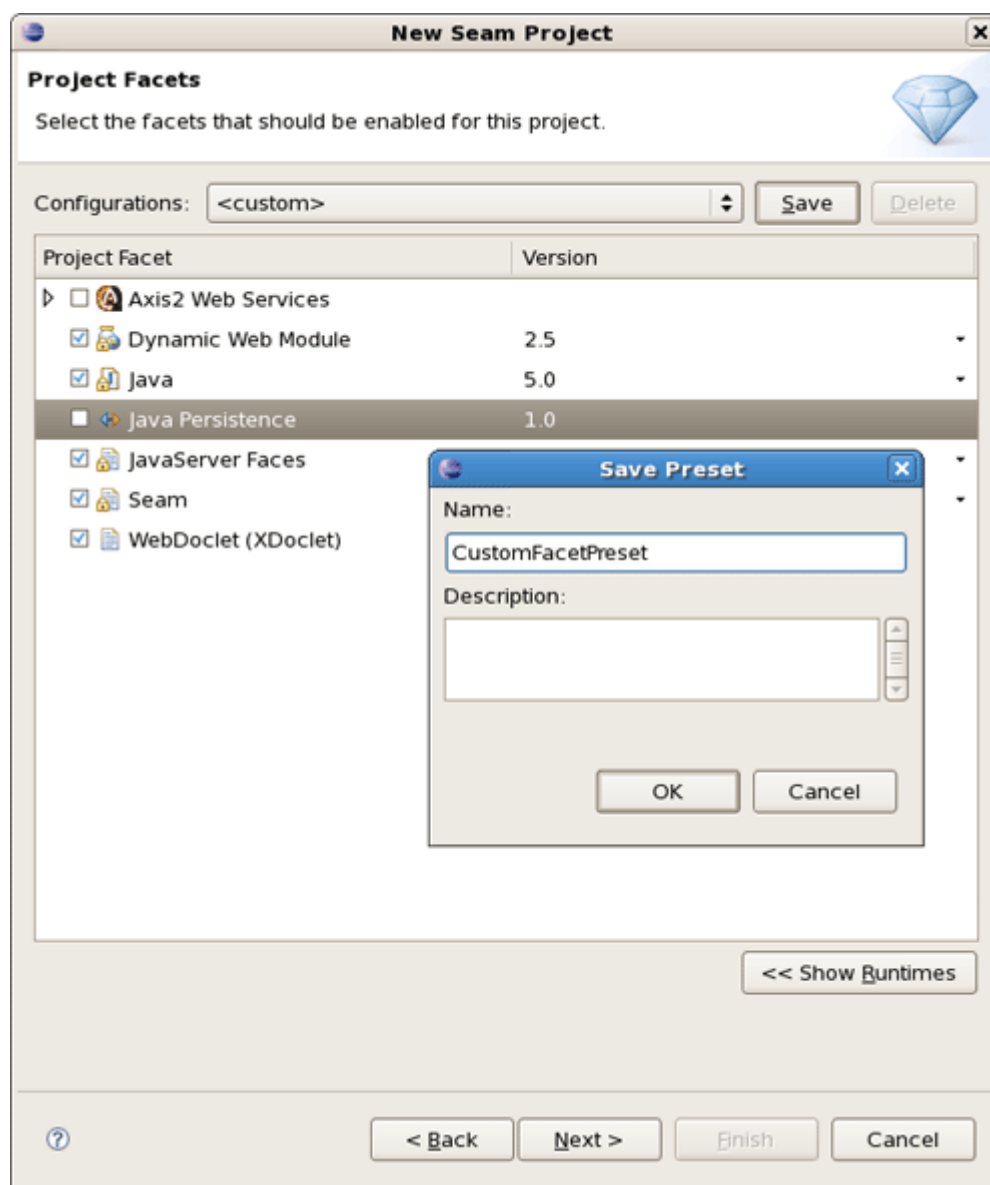 New Seam Project
Project Facets
Select the facets that should be enabled for this project.
Configurations: <custom> Save Delete
Project Facet Version
Axis2 Web Services
Dynamic Web Module 2.5
Java 5.0
Java Persistence 1.0
JavaServer Faces
Seam
WebDoclet (XDoclet)
Save Preset
Name:
CustomFacetPreset
Description:
OK Cancel
<< Show Runtimes
< Back Next > Finish Cancel